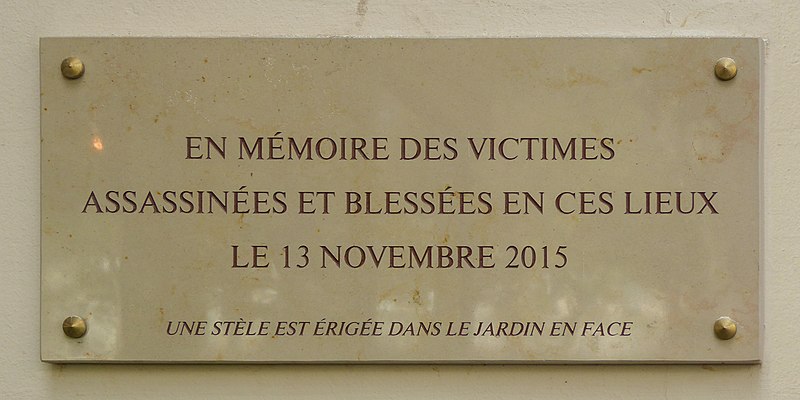 EN MÉMOIRE DES VICTIMES
ASSASSINÉES ET BLESSÉES EN CES LIEUX
LE 13 NOVEMBRE 2015
UNE STÈLE EST ÉRIGÉE DANS LE JARDIN EN FACE